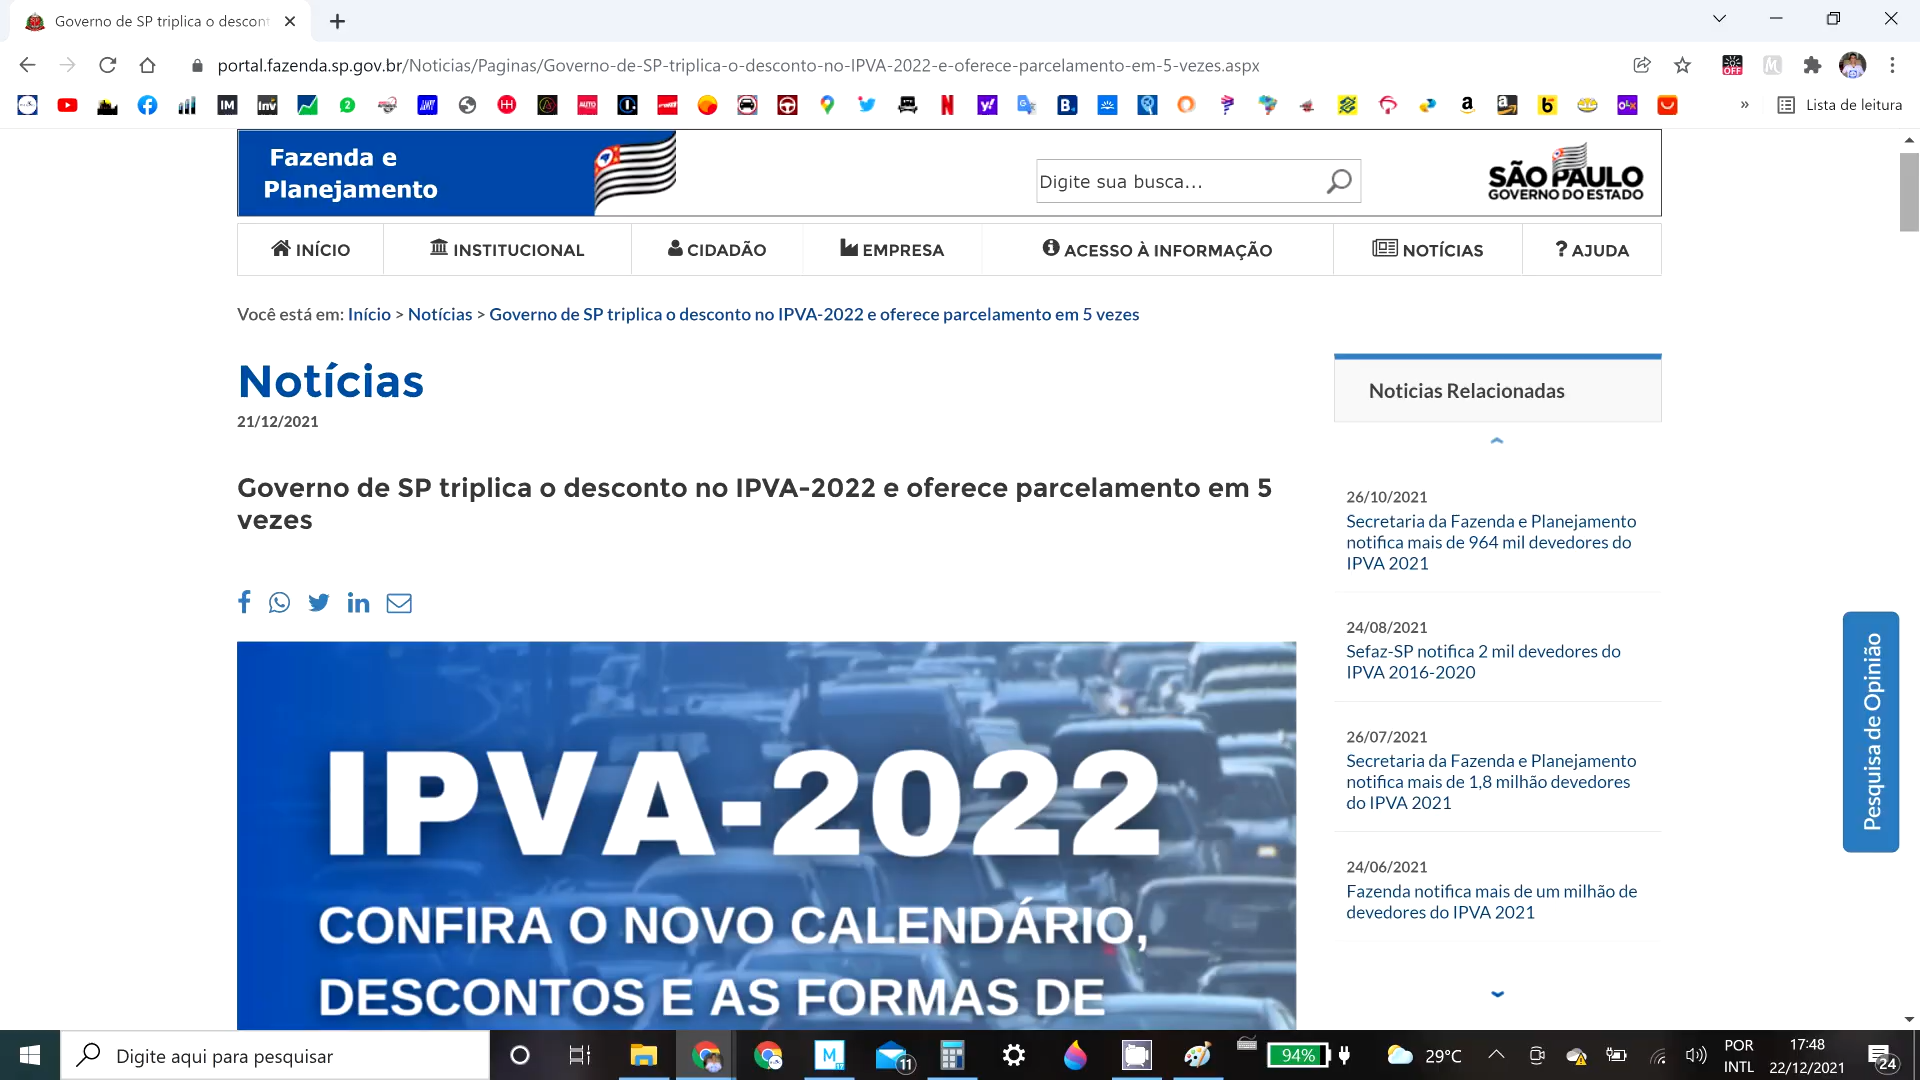 Governo de SP triplica o descont
portal.fazenda.sp.gov.br/Noticias/Paginas/Governo-de-SP-triplica-o-desconto-no-IPVA-2022-e-oferece-parcelamento-em-5-vezes.aspx
OFF
Lista de leitura
Fazenda e
Planejamento
Digite sua busca...
SÃO PAULO
GOVERNO DO ESTADO
INÍCIO
INSTITUCIONAL
CIDADÃO
EMPRESA
ACESSO À INFORMAÇÃO
NOTÍCIAS
AJUDA
Você está em: Início > Notícias > Governo de SP triplica o desconto no IPVA-2022 e oferece parcelamento em 5 vezes
Notícias
21/12/2021
Governo de SP triplica o desconto no IPVA-2022 e oferece parcelamento em 5
vezes
IPVA-2022
CONFIRA O NOVO CALENDÁRIO,
DESCONTOS E AS FORMAS DE
Noticias Relacionadas
26/10/2021
Secretaria da Fazenda e Planejamento
notifica mais de 964 mil devedores do
IPVA 2021
24/08/2021
Sefaz-SP notifica 2 mil devedores do
IPVA 2016-2020
26/07/2021
Secretaria da Fazenda e Planejamento
notifica mais de 1,8 milhão devedores
do IPVA 2021
24/06/2021
Fazenda notifica mais de um milhão de
devedores do IPVA 2021
Pesquisa de Opinião
Digite aqui para pesquisar
11
94%
29°C
POR
INTL
17:48
22/12/2021
24